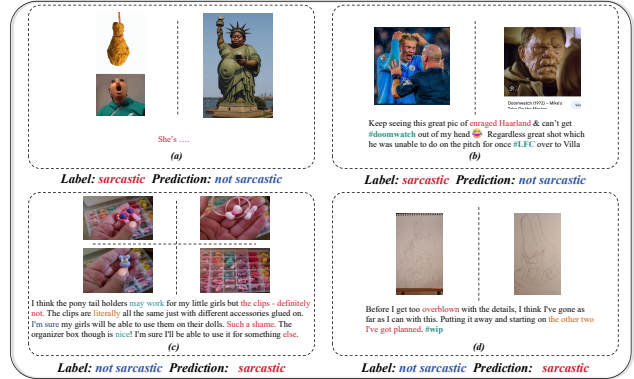 She's ....
(a)
Label: sarcastic Prediction: not sarcastic
Doomwatch (1972) – Mike's
Keep seeing this great pic of enraged Haarland & can't get
#doomwatch out of my head 😂 Regardless great shot which
he was unable to do on the pitch for once #LFC over to Villa
(b)
Label: sarcastic Prediction: not sarcastic
I think the pony tail holders may work for my little girls but the clips - definitely
not. The clips are literally all the same just with different accessories glued on.
I'm sure my girls will be able to use them on their dolls. Such a shame. The
organizer box though is nice! I'm sure I'll be able to use it for something else.
(c)
Label: not sarcastic Prediction: sarcastic
Before I get too overblown with the details, I think I've gone as
far as I can with this. Putting it away and starting on the other two
I've got planned. #wip
(d)
Label: not sarcastic Prediction: sarcastic